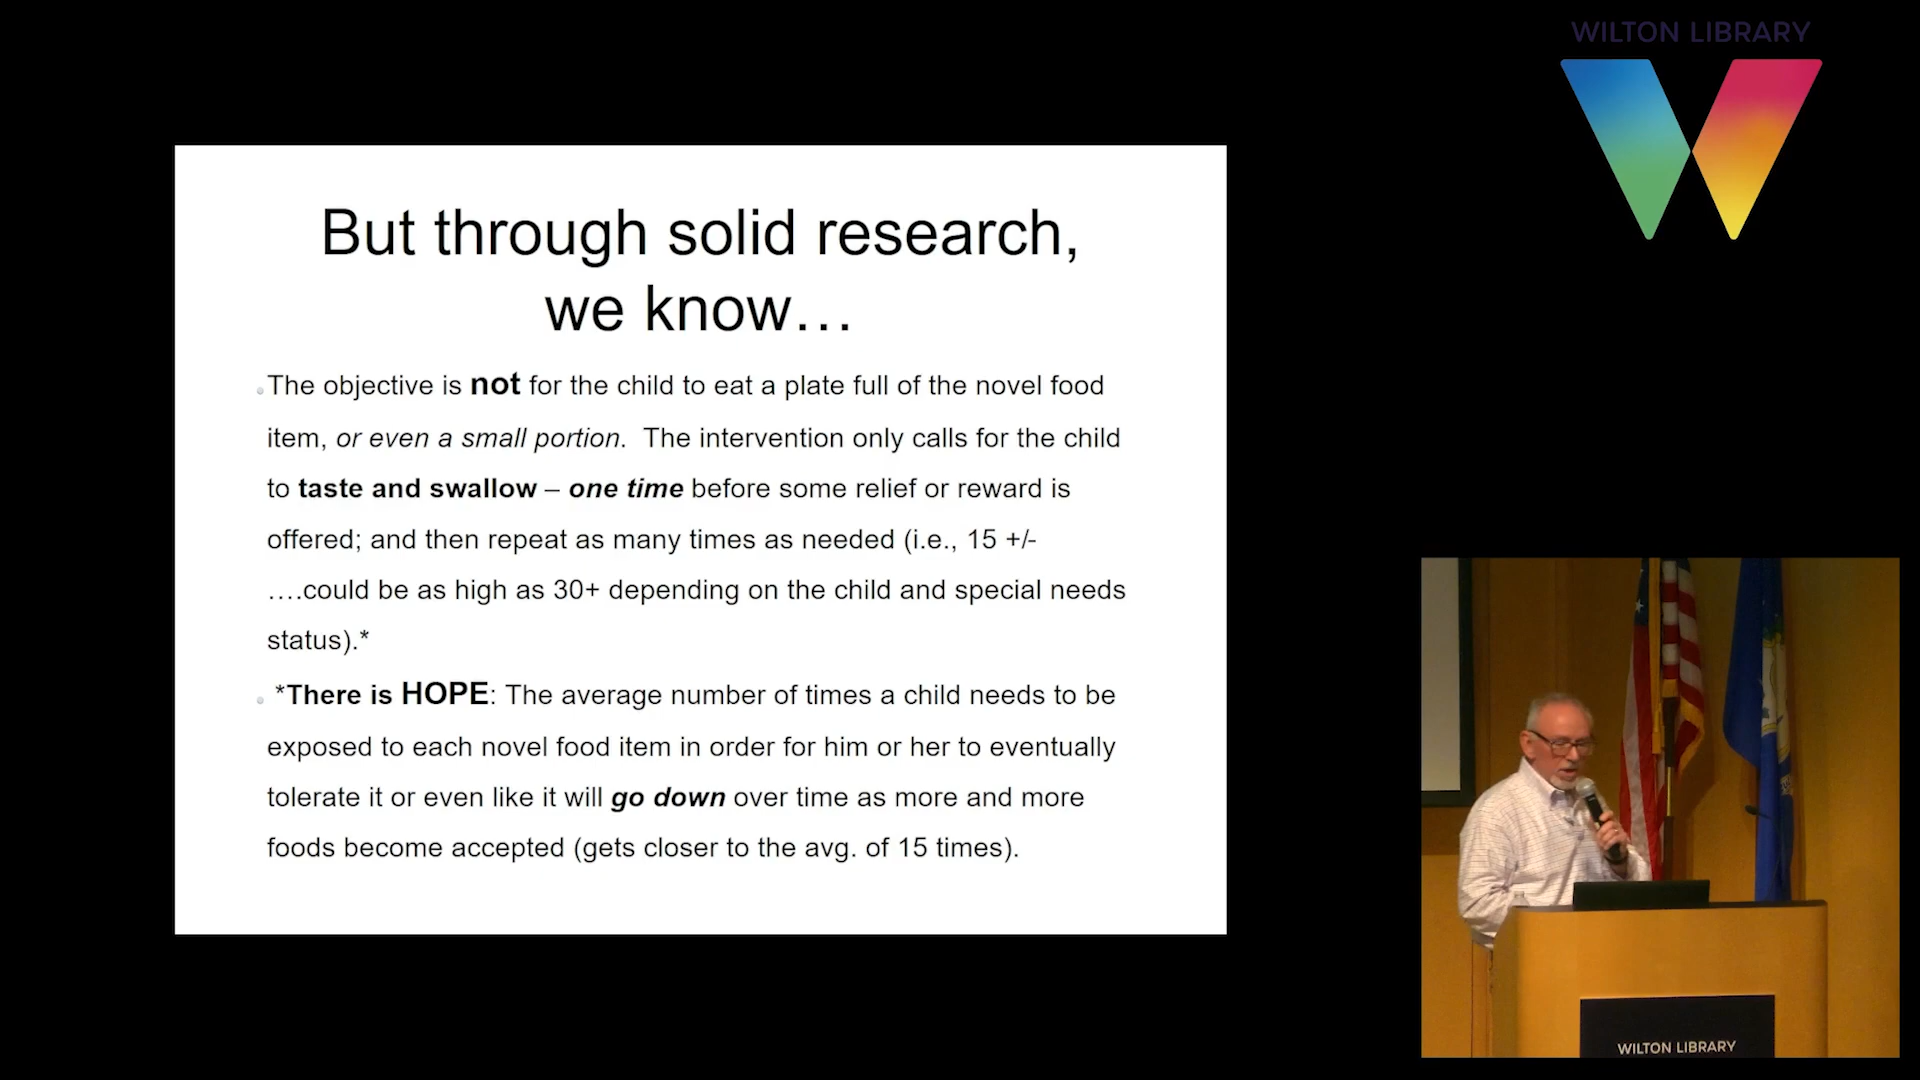 WILTON LIBRARY
But through solid research,
we know…
The objective is not for the child to eat a plate full of the novel food
item, or even a small portion. The intervention only calls for the child
to taste and swallow – one time before some relief or reward is
offered; and then repeat as many times as needed (i.e., 15 +/-
….could be as high as 30+ depending on the child and special needs
status).*
*There is HOPE: The average number of times a child needs to be
exposed to each novel food item in order for him or her to eventually
tolerate it or even like it will go down over time as more and more
foods become accepted (gets closer to the avg. of 15 times).
WILTON LIBRARY